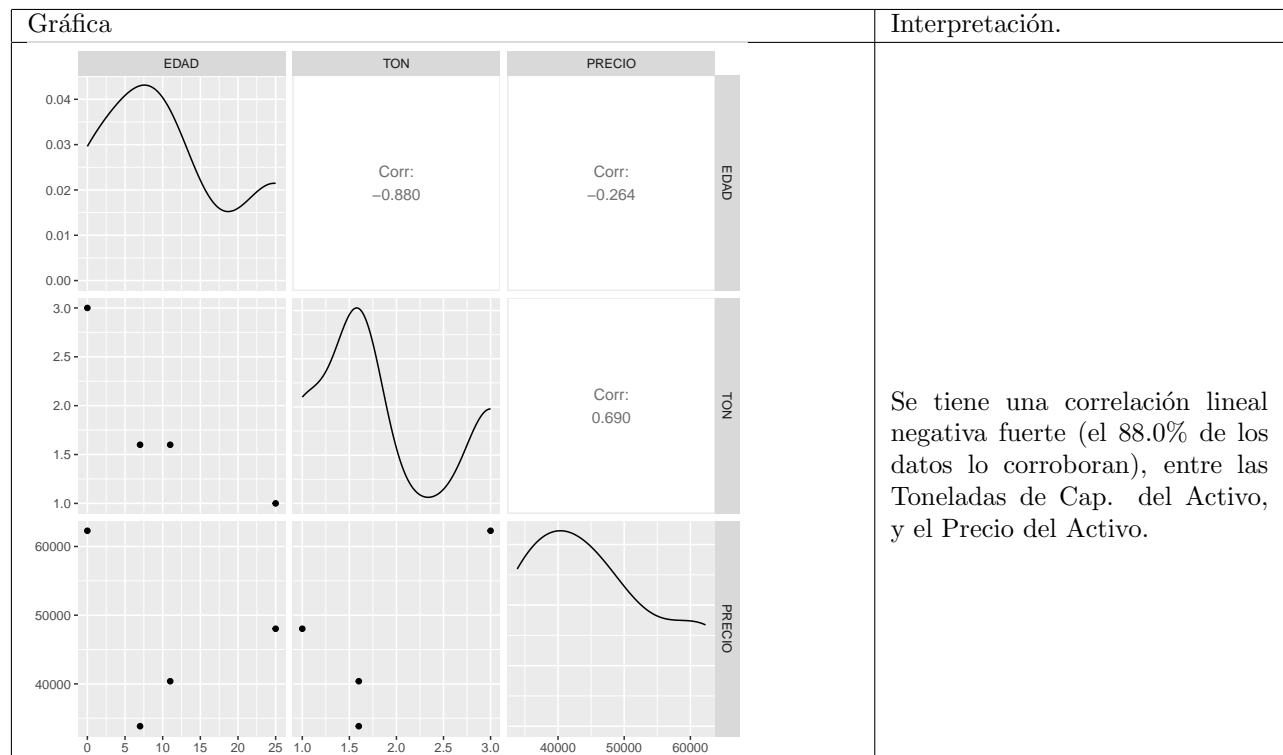 Gráfica
Interpretación.
EDAD
TON
PRECIO
0.04
0.03
0.02
0.01
0.00
Corr:
−0.880
Corr:
−0.264
EDAD
3.0
2.5
2.0
1.5
1.0
Corr:
0.690
TON
60000
50000
40000
PRECIO
0 5 10 15 20 25
1.0 1.5 2.0 2.5 3.0
40000 50000 60000
Se tiene una correlación lineal
negativa fuerte (el 88.0% de los
datos lo corroboran), entre las
Toneladas de Cap. del Activo,
y el Precio del Activo.